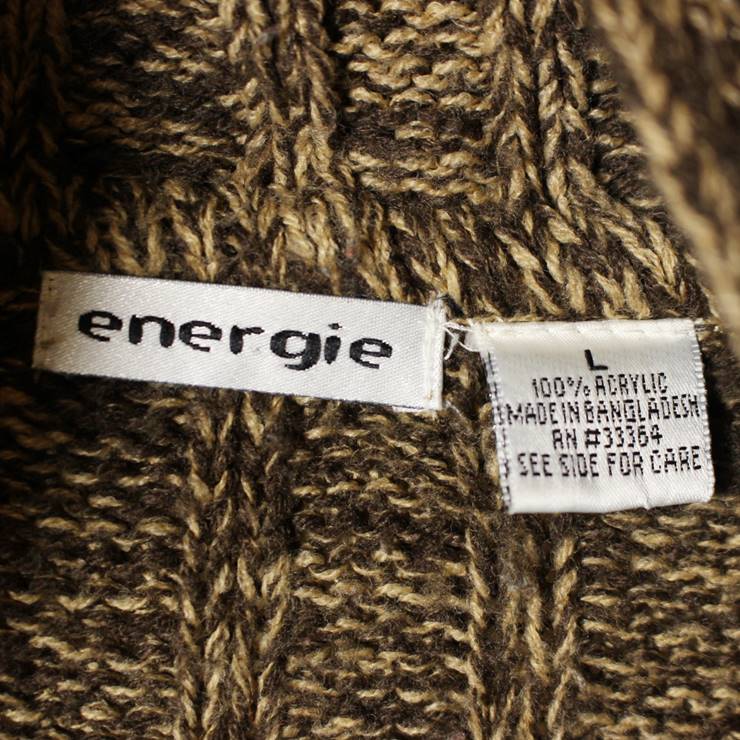 energie
L
100% ACRYLIC
MADE IN BANGLADESH
RN #33364
SEE SIDE FOR CARE